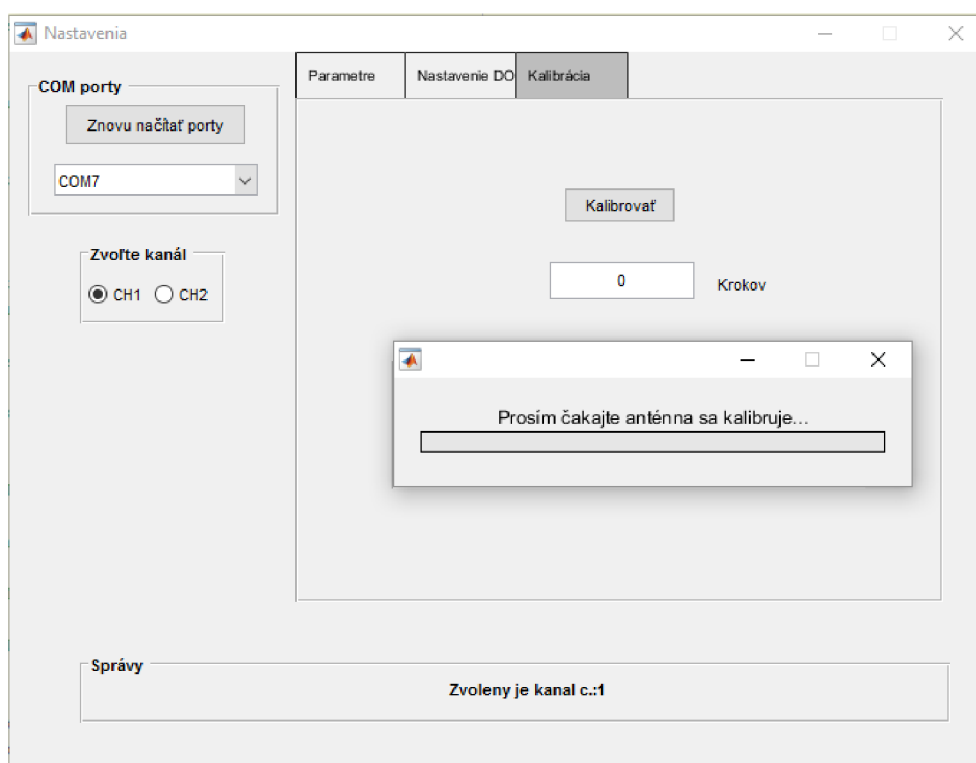 Nastavenia
COM porty
Znovu načítať porty
COM7
Zvoľte kanál
CH1 CH2
Parametre Nastavenie DO Kalibrácia
Kalibrovať
0 Krokov
Prosím čakajte anténna sa kalibruje...
Správy
Zvoleny je kanal c.:1